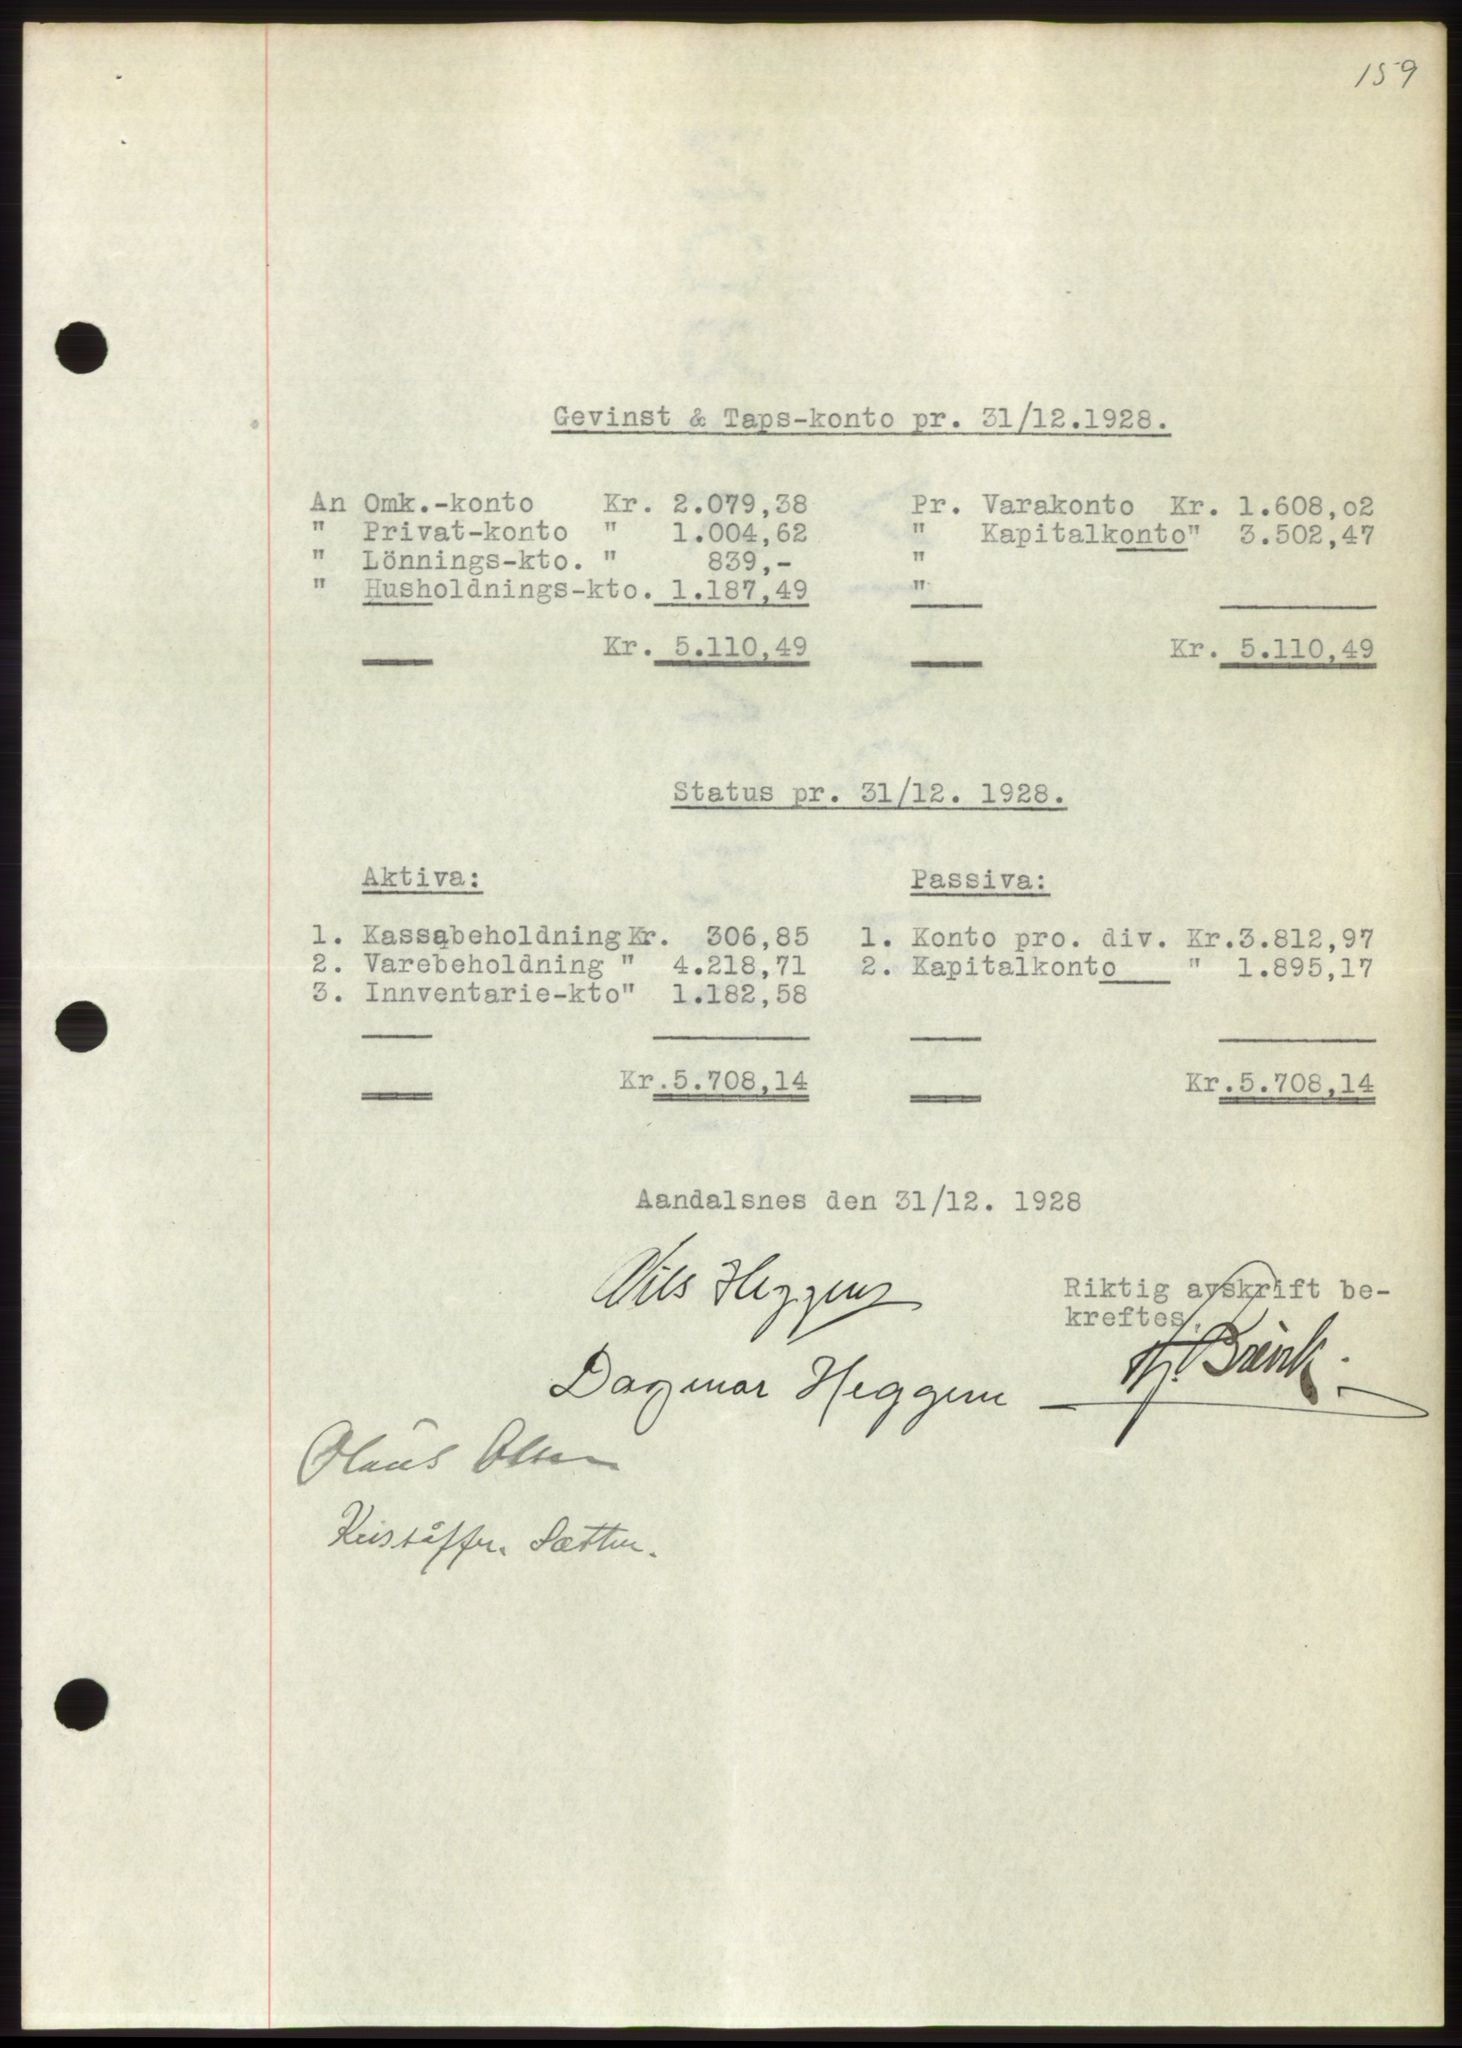 159
Gevinst & Taps-konto pr. 31/12.1928.
An Omk.-konto Kr. 2.079,38 Pr. Varakonto Kr. 1.608,o2
" Privat-konto " 1.004,62 " Kapitalkonto" 3.502,47
" Lönnings-kto. " 839,- "
" Husholdnings-kto. 1.187,49 "
Kr. 5.110,49 Kr. 5.110,49
Status pr. 31/12. 1928.
Aktiva: Passiva:
1. Kassabeholdning Kr. 306,85 1. Konto pro. div. Kr.3.812,97
2. Varebeholdning " 4.218,71 2. Kapitalkonto " 1.895,17
3. Innventarie-kto" 1.182,58
Kr.5.708,14 Kr.5.708,14
Aandalsnes den 31/12. 1928
Nils Heggem
Riktig avskrift be-
kreftes.
Dagmar Heggem
Olaus Olsen
Kristoffer Sætter.